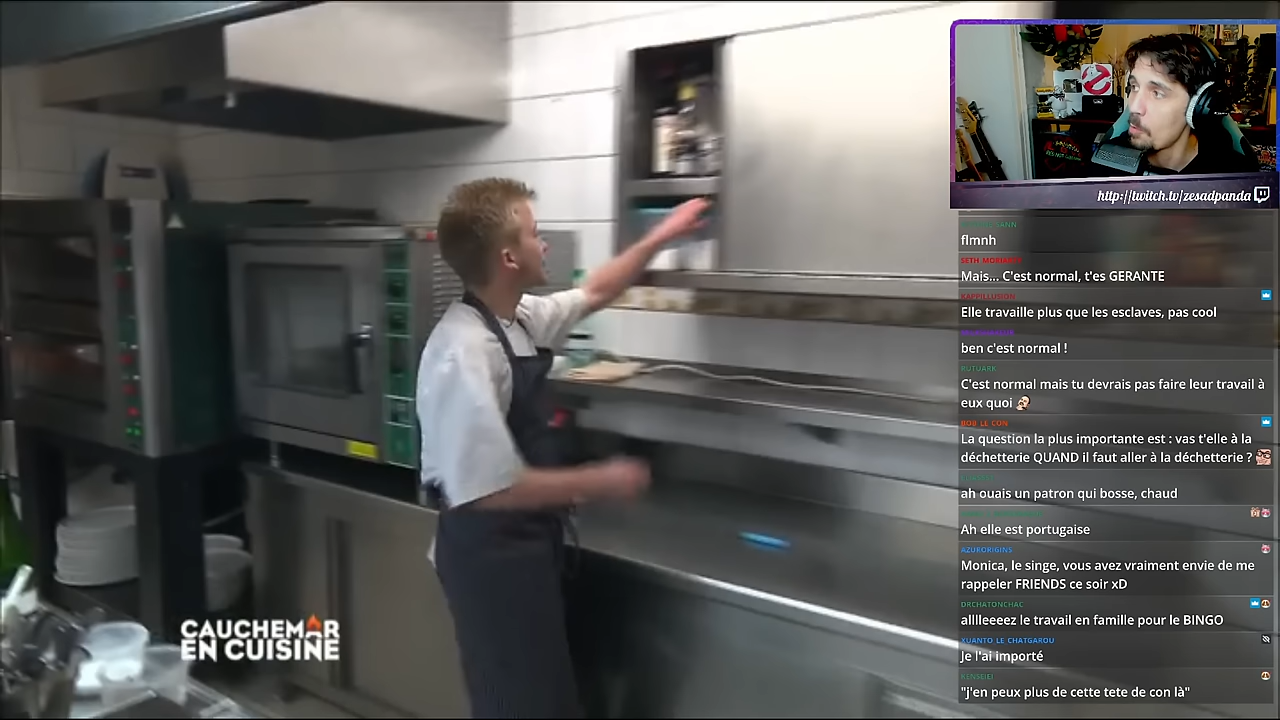 http://twitch.tv/zesadpanda
flmnh
SETH MORIARTY
Mais... C'est normal, t'es GERANTE
Elle travaille plus que les esclaves, pas cool
ben c'est normal !
RUTUARK
C'est normal mais tu devrais pas faire leur travail à
eux quoi
BOB LE CON
La question la plus importante est : vas t'elle à la
déchetterie QUAND il faut aller à la déchetterie ?
ah ouais un patron qui bosse, chaud
Ah elle est portugaise
AZURORIGINS
Monica, le singe, vous avez vraiment envie de me
rappeler FRIENDS ce soir xD
DRCHATONCHAC
alllleeeez le travail en famille pour le BINGO
XUANTO LE CHATGAROU
Je l'ai importé
"j'en peux plus de cette tete de con là"
CAUCHEMAR
EN CUISINE